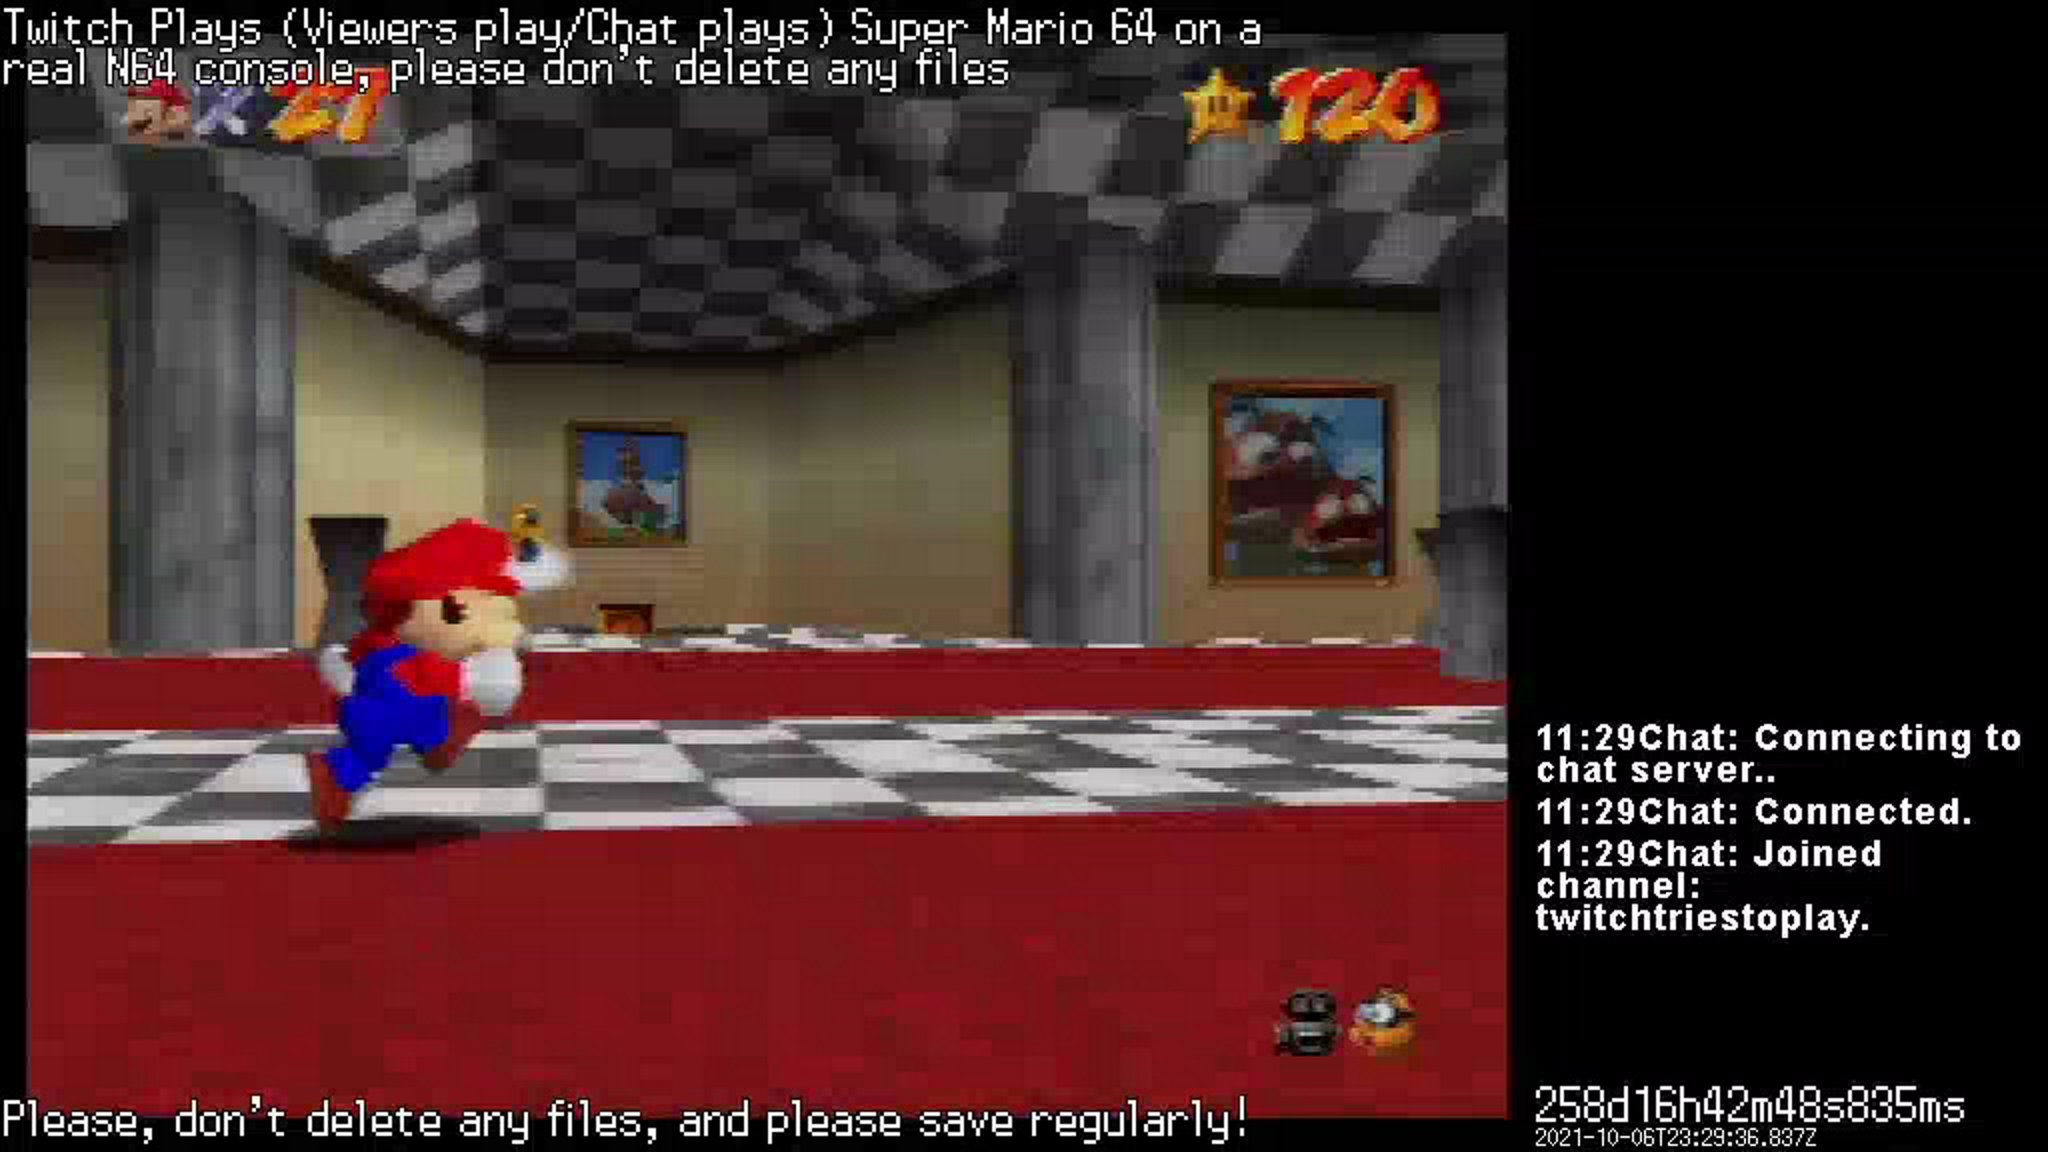 Twitch Plays (Viewers play/Chat plays) Super Mario 64 on a
real N64 console, please don't delete any files
120
11:29Chat: Connecting to
chat server..
11:29Chat: Connected.
11:29Chat: Joined
channel:
twitchtriestoplay.
Please, don't delete any files, and please save regularly!
258d16h42m48s835ms
2021-10-06T23:29:36.837Z